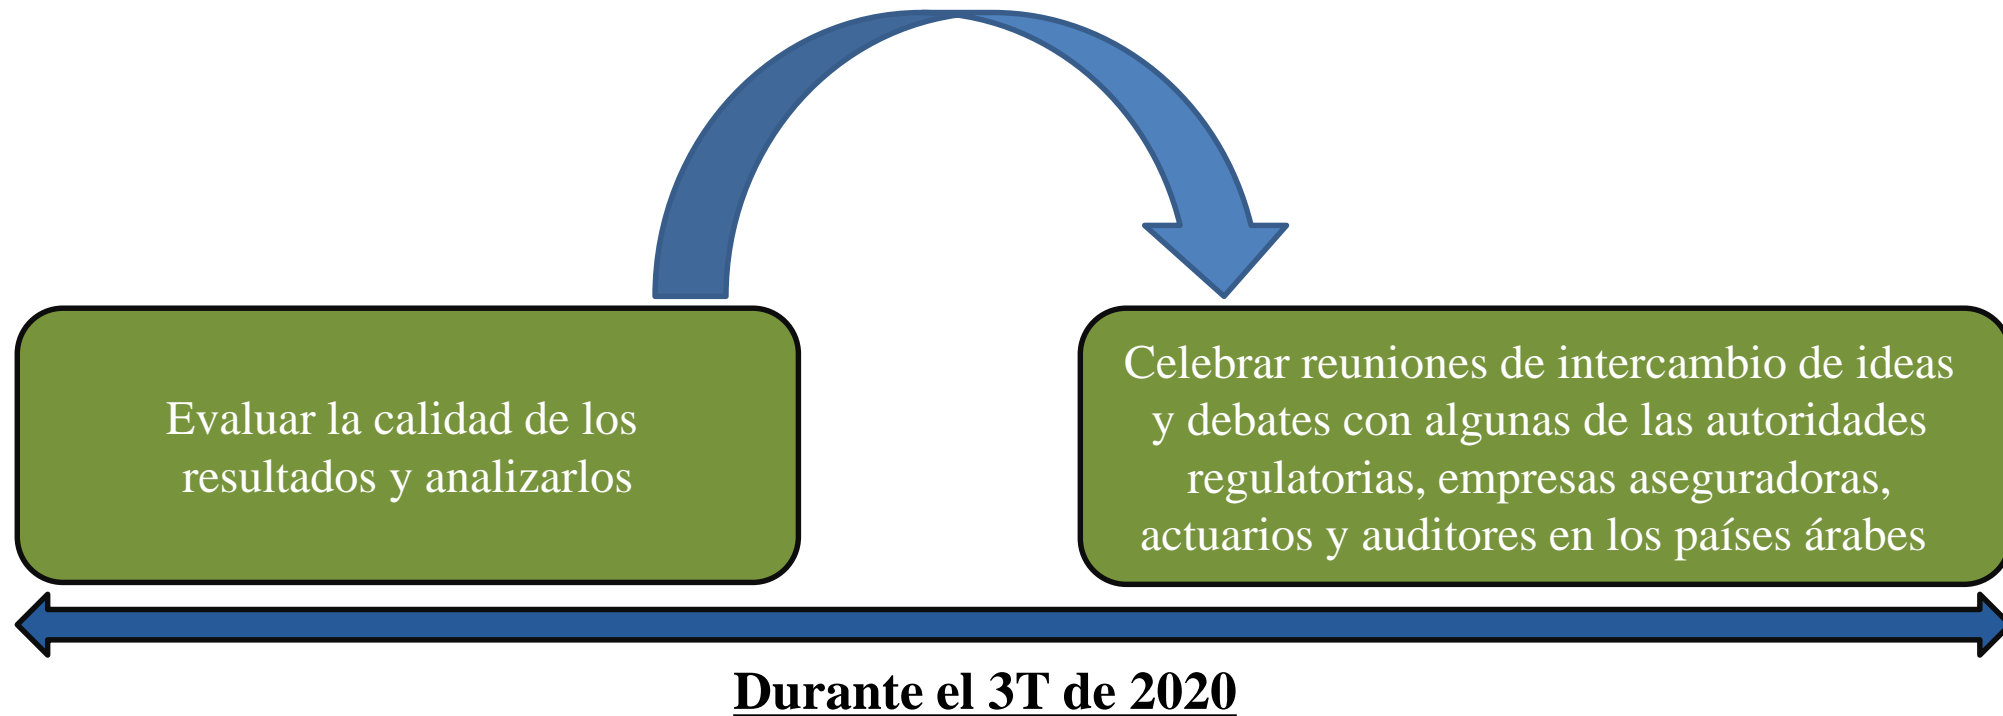 Evaluar la calidad de los
resultados y analizarlos
Celebrar reuniones de intercambio de ideas
y debates con algunas de las autoridades
regulatorias, empresas aseguradoras,
actuarios y auditores en los países árabes
Durante el 3T de 2020